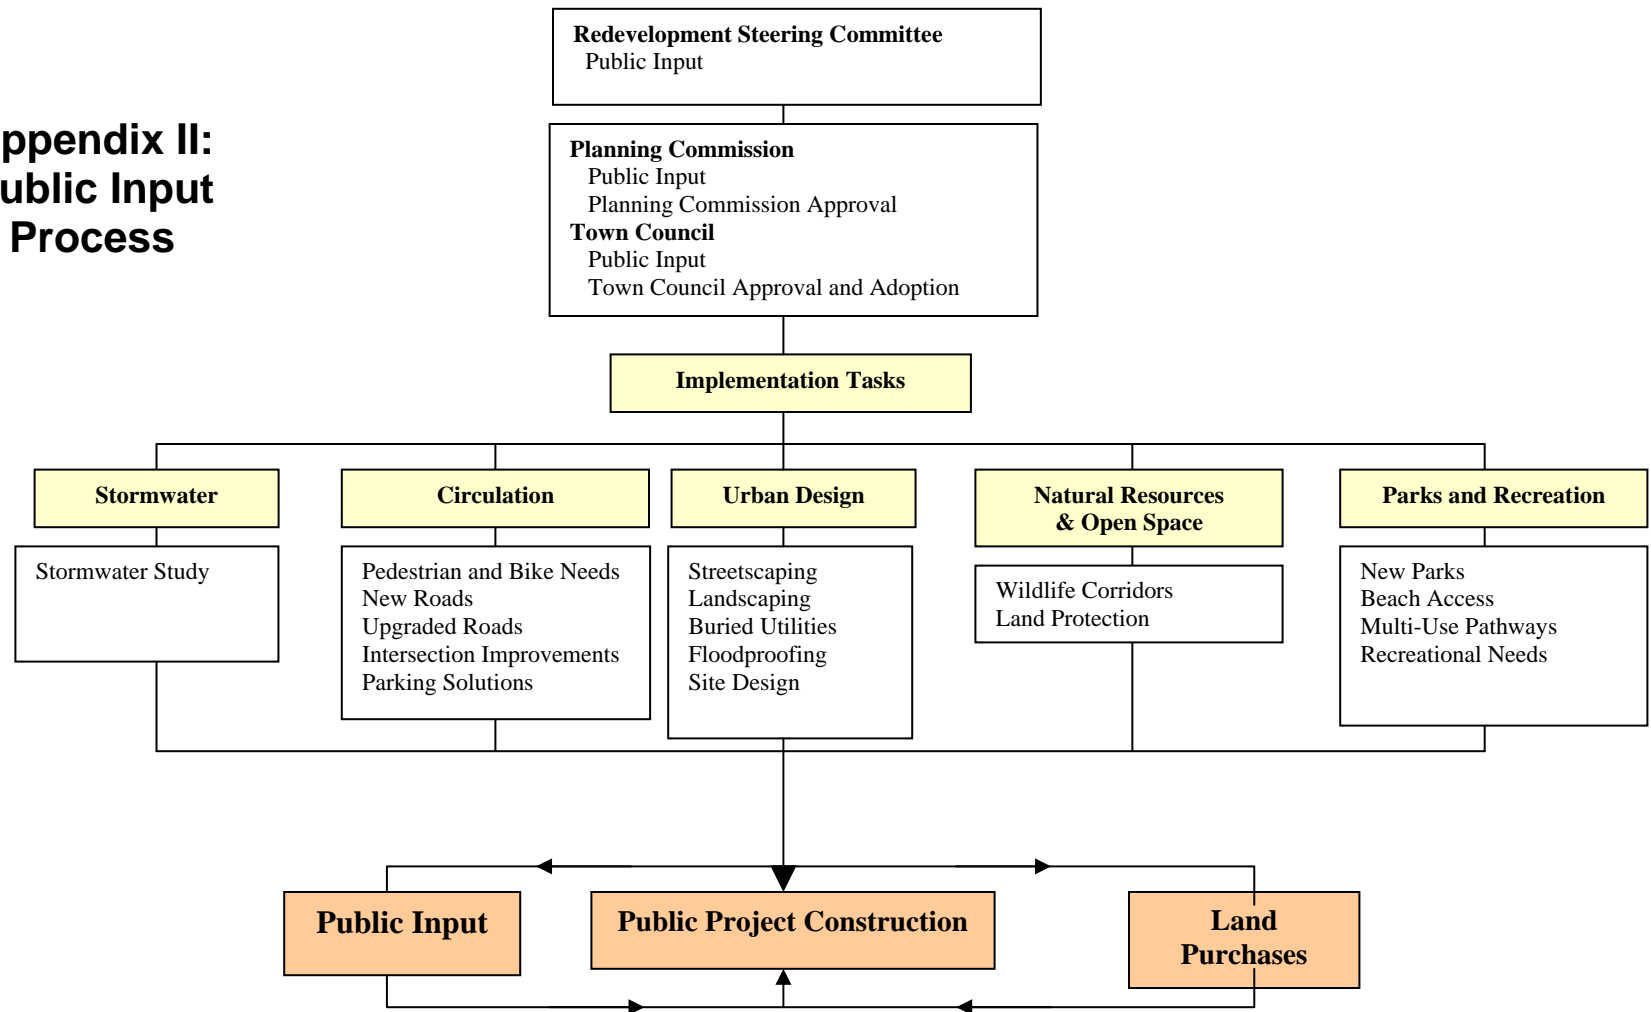 Redevelopment Steering Committee
Public Input
ppendix II:
ublic Input
Process
Planning Commission
Public Input
Planning Commission Approval
Town Council
Public Input
Town Council Approval and Adoption
Implementation Tasks
Stormwater
Stormwater Study
Circulation
Pedestrian and Bike Needs
New Roads
Upgraded Roads
Intersection Improvements
Parking Solutions
Urban Design
Streetscaping
Landscaping
Buried Utilities
Floodproofing
Site Design
Natural Resources
& Open Space
Wildlife Corridors
Land Protection
Parks and Recreation
New Parks
Beach Access
Multi-Use Pathways
Recreational Needs
Public Input
Public Project Construction
Land
Purchases